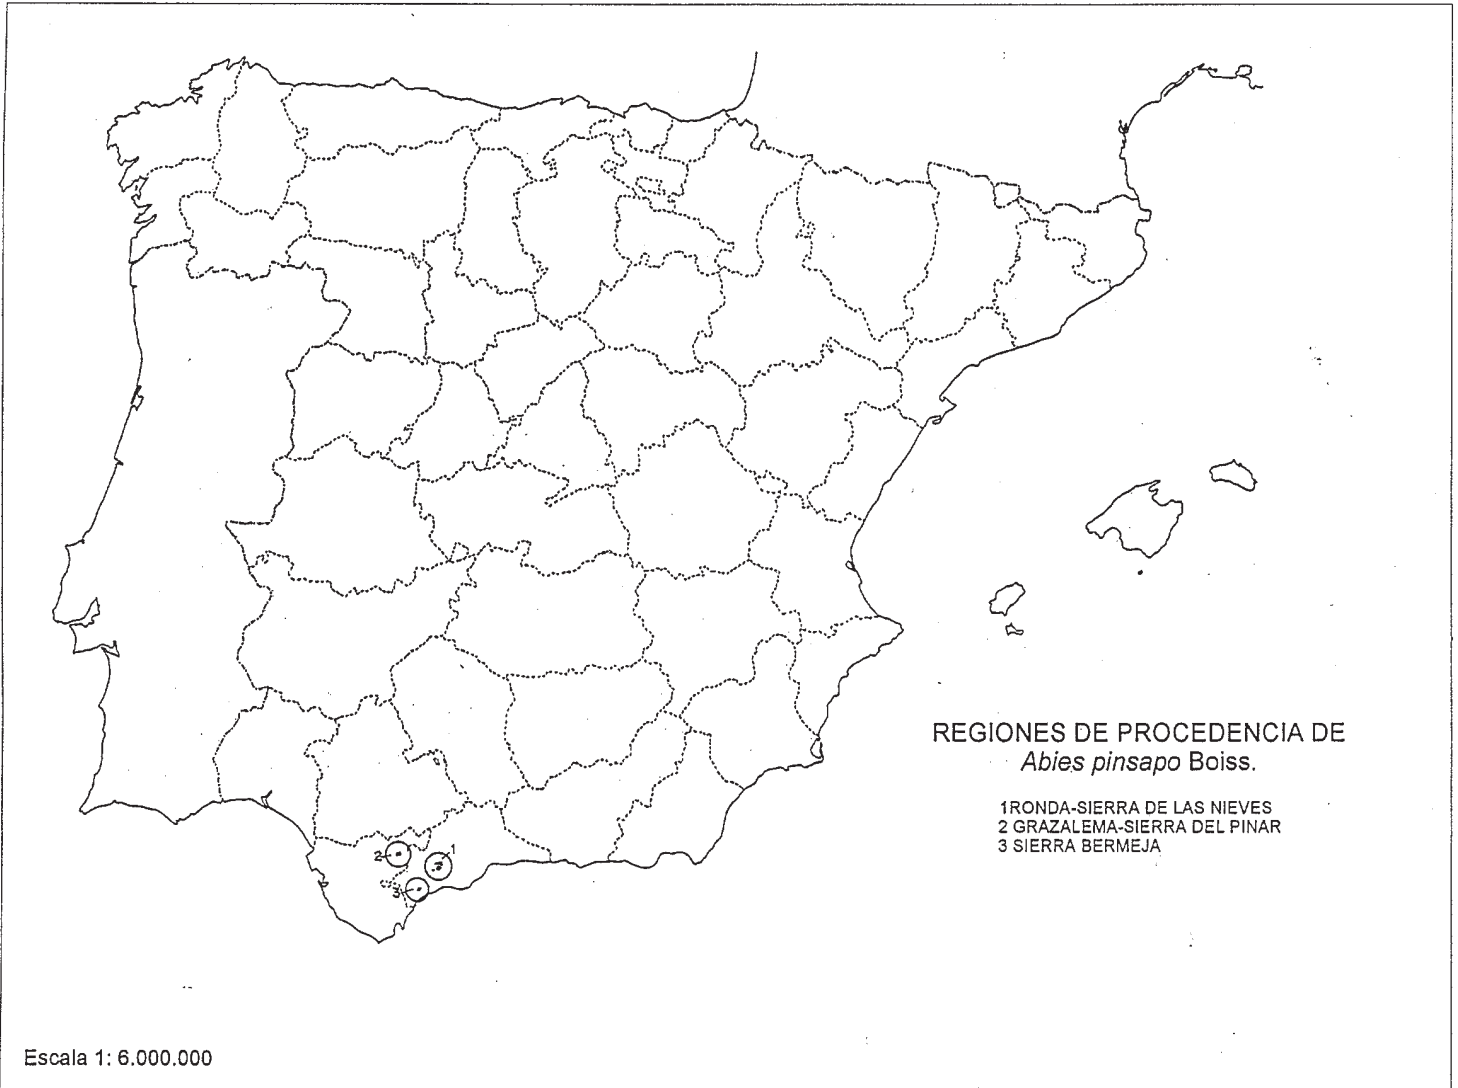 REGIONES DE PROCEDENCIA DE
Abies pinsapo Boiss.
1RONDA-SIERRA DE LAS NIEVES
2 GRAZALEMA-SIERRA DEL PINAR
3 SIERRA BERMEJA
2
1
3
Escala 1: 6.000.000